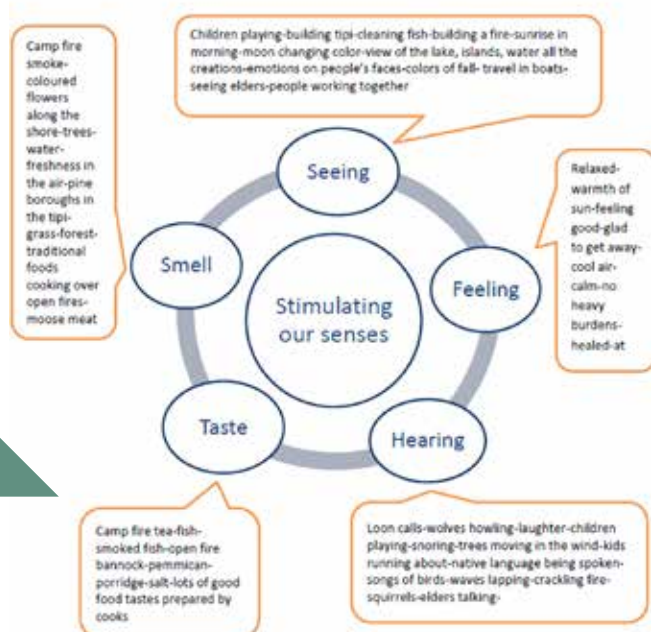 Children playing-building tipi-cleaning fish-building a fire-sunrise in
morning-moon changing color-view of the lake, islands, water all the
creations-emotions on people's faces-colors of fall- travel in boats-
seeing elders-people working together
Camp fire
smoke-
coloured
flowers
along the
shore-trees-
water-
freshness in
the air-pine
boroughs in
the tipi-
grass-forest-
traditional
foods
cooking over
open fires-
moose meat
Seeing
Relaxed-
warmth of
sun-feeling
good-glad
to get away-
cool air-
calm-no
heavy
burdens-
healed-at
Smell
Feeling
Stimulating
our senses
Taste
Hearing
Camp fire tea-fish-
smoked fish-open fire
bannock-pemmican-
porridge-salt-lots of good
food tastes prepared by
cooks
Loon calls-wolves howling-laughter-children
playing-snoring-trees moving in the wind-kids
running about-native language being spoken-
songs of birds-waves lapping-crackling fire-
squirrels-elders talking-